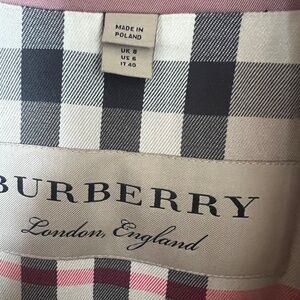 MADE IN
POLAND
UK 8
US 6
IT 40
BURBERRY
London, England